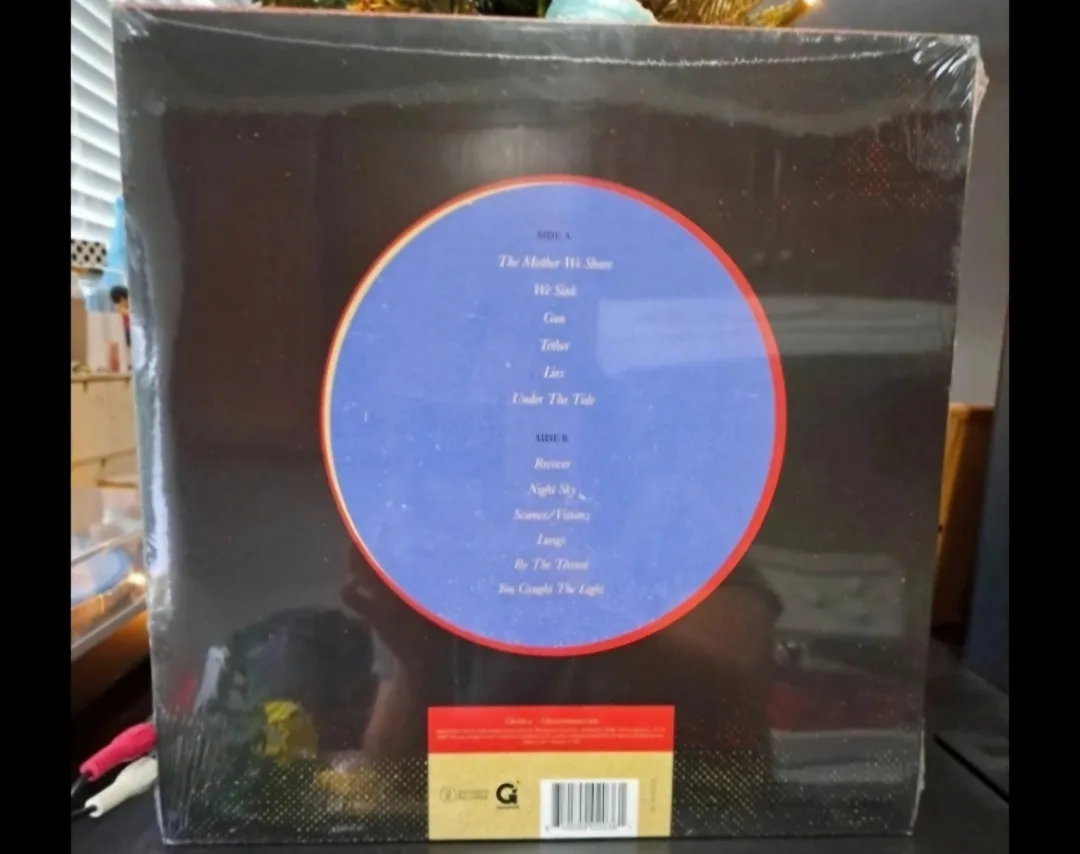 SIDE A
The Mother We Share
We Sink
Gun
Tether
Lies
Under The Tide
SIDE B
Recover
Night Sky
Science/Visions
Lungs
By The Throat
You Caught The Light